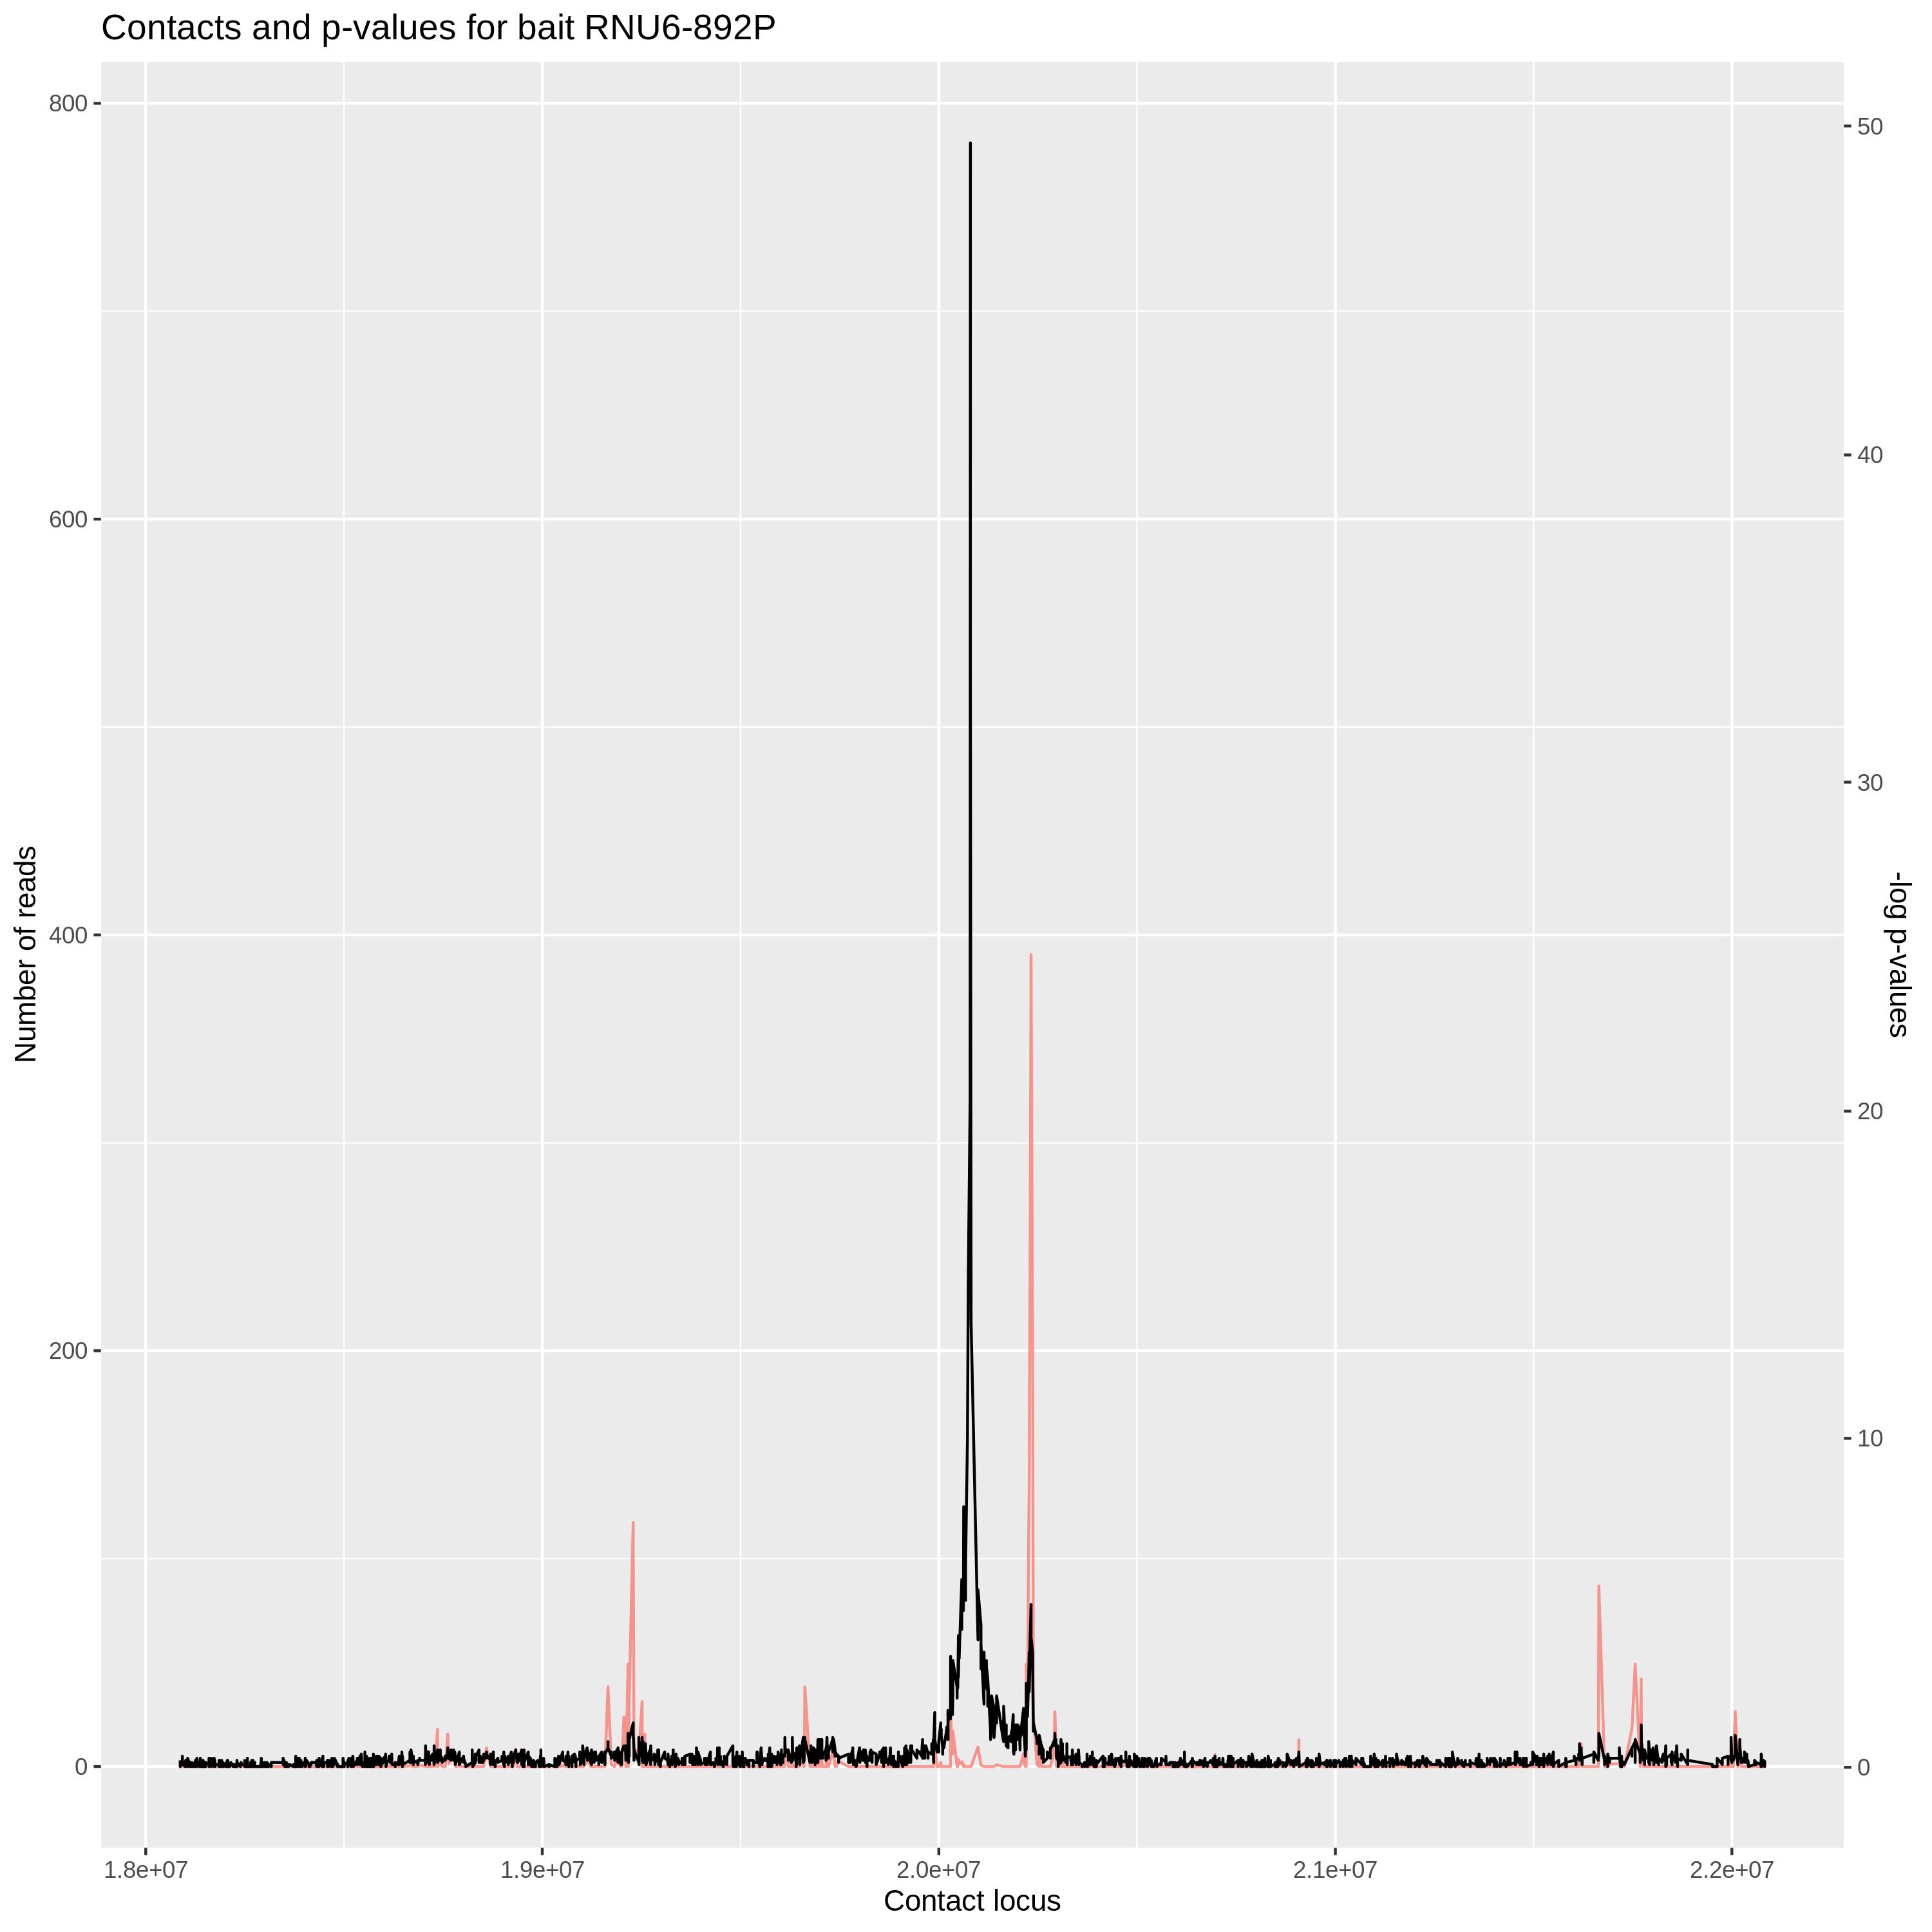 Contacts and p-values for bait RNU6-892P
800
600
400
200
0
Number of reads
50
40
30
20
10
0
-log p-values
1.8e+07
1.9e+07
2.0e+07
2.1e+07
2.2e+07
Contact locus